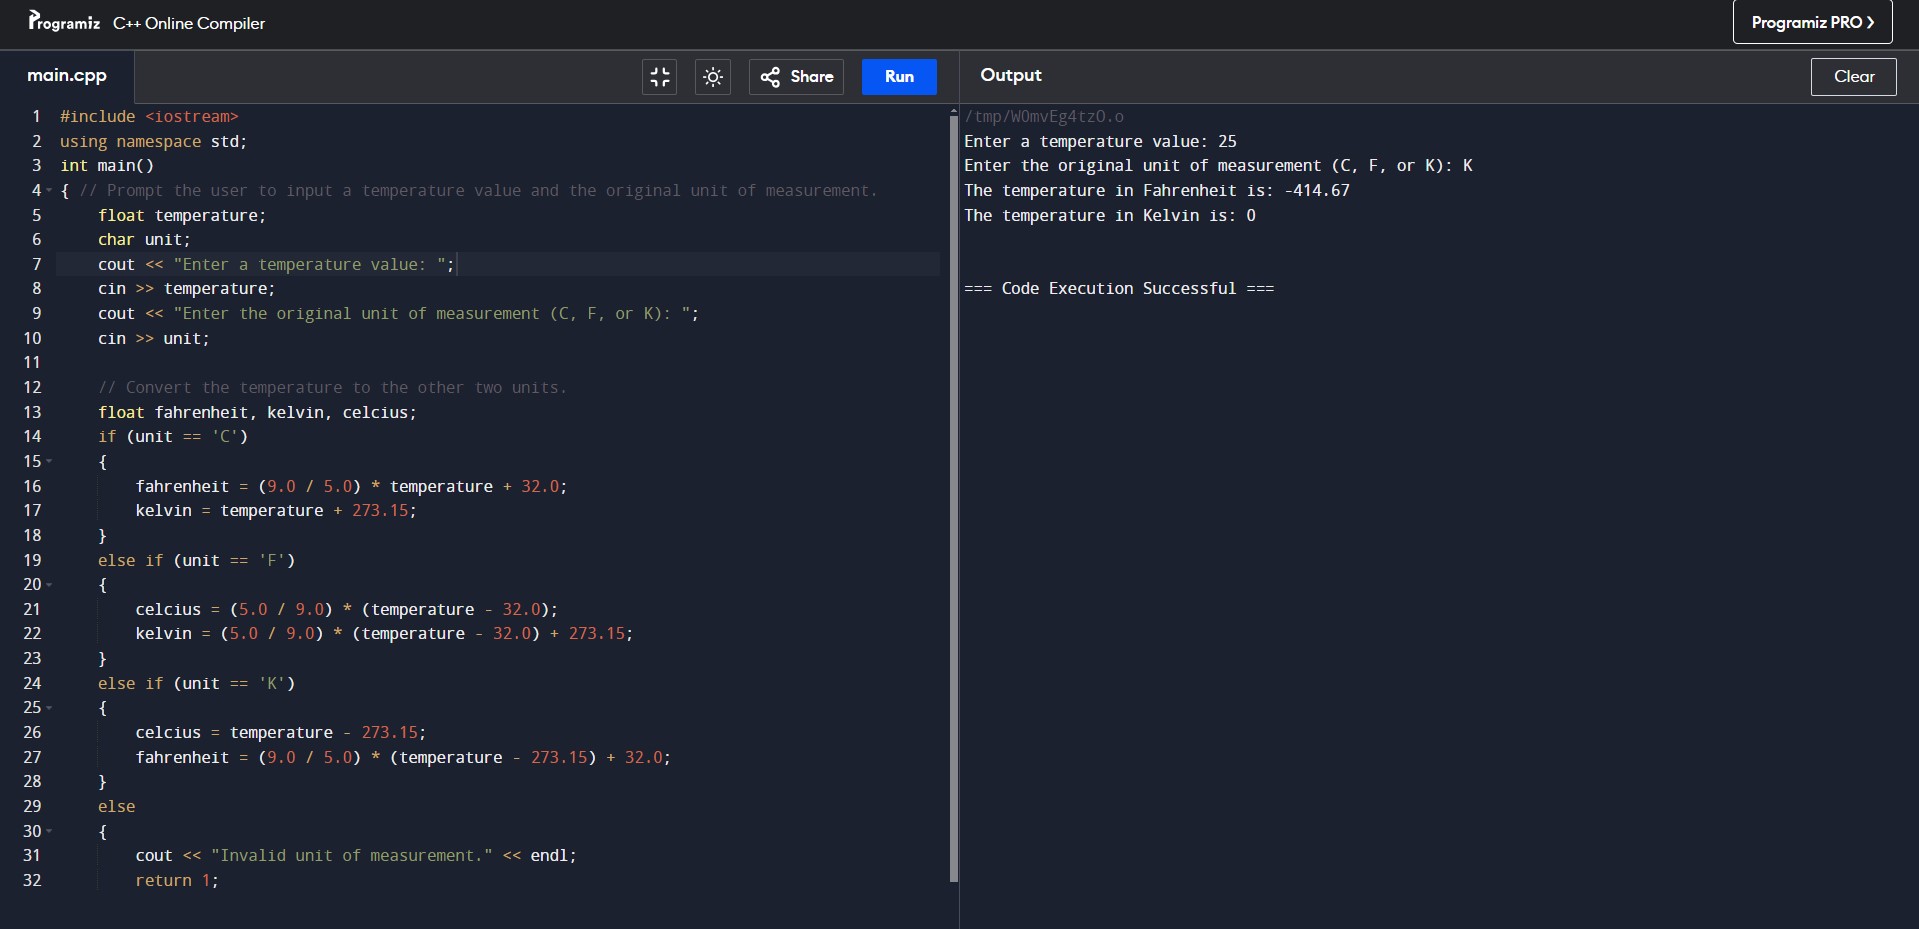 Programiz C++ Online Compiler
Programiz PRO ❯
main.cpp
Share
Run
Output
Clear
1 #include <iostream>
2 using namespace std;
3 int main()
4 { // Prompt the user to input a temperature value and the original unit of measurement.
5 float temperature;
6 char unit;
7 cout << "Enter a temperature value: ";
8 cin >> temperature;
9 cout << "Enter the original unit of measurement (C, F, or K): ";
10 cin >> unit;
11
12 // Convert the temperature to the other two units.
13 float fahrenheit, kelvin, celcius;
14 if (unit == 'C')
15 {
16 fahrenheit = (9.0 / 5.0) * temperature + 32.0;
17 kelvin = temperature + 273.15;
18 }
19 else if (unit == 'F')
20 {
21 celcius = (5.0 / 9.0) * (temperature - 32.0);
22 kelvin = (5.0 / 9.0) * (temperature - 32.0) + 273.15;
23 }
24 else if (unit == 'K')
25 {
26 celcius = temperature - 273.15;
27 fahrenheit = (9.0 / 5.0) * (temperature - 273.15) + 32.0;
28 }
29 else
30 {
31 cout << "Invalid unit of measurement." << endl;
32 return 1;
/tmp/W0mvEg4tzO.o
Enter a temperature value: 25
Enter the original unit of measurement (C, F, or K): K
The temperature in Fahrenheit is: -414.67
The temperature in Kelvin is: 0
=== Code Execution Successful ===